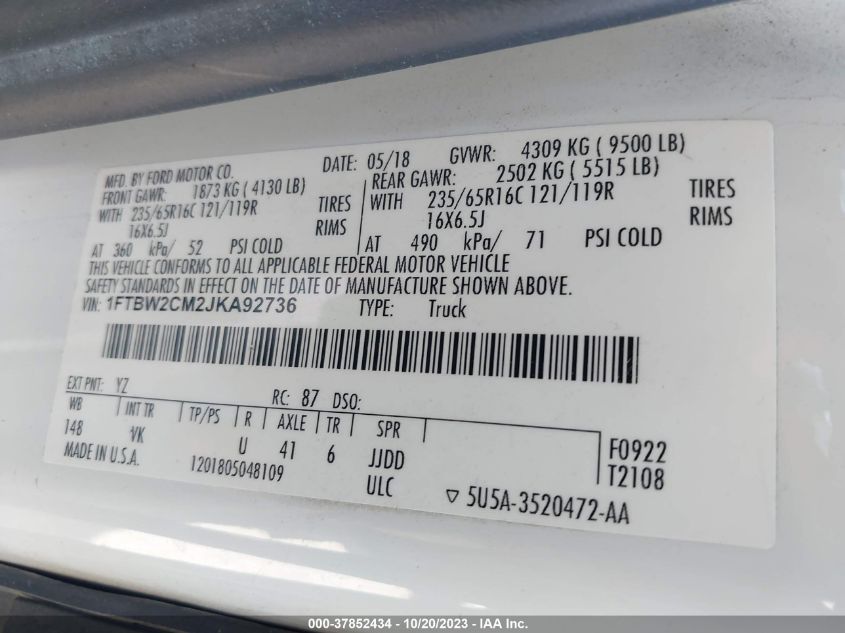 MFD. BY FORD MOTOR CO. DATE: 05/18 GVWR: 4309 KG ( 9500 LB)
FRONT GAWR: 1873 KG ( 4130 LB) REAR GAWR: 2502 KG ( 5515 LB)
WITH 235/65R16C 121/119R TIRES WITH 235/65R16C 121/119R TIRES
16X6.5J RIMS 16X6.5J RIMS
AT 360 kPa/ 52 PSI COLD AT 490 kPa/ 71 PSI COLD
THIS VEHICLE CONFORMS TO ALL APPLICABLE FEDERAL MOTOR VEHICLE
SAFETY STANDARDS IN EFFECT ON THE DATE OF MANUFACTURE SHOWN ABOVE.
VIN: 1FTBW2CM2JKA92736 TYPE: Truck
EXT PNT: YZ RC: 87 DSO:
WB INT TR TP/PS R AXLE TR SPR
148 VK U 41 6 JJDD F0922
MADE IN U.S.A. 1201805048109 ULC T2108
▽ 5U5A-3520472-AA
000-37852434 - 10/20/2023 - IAA Inc.